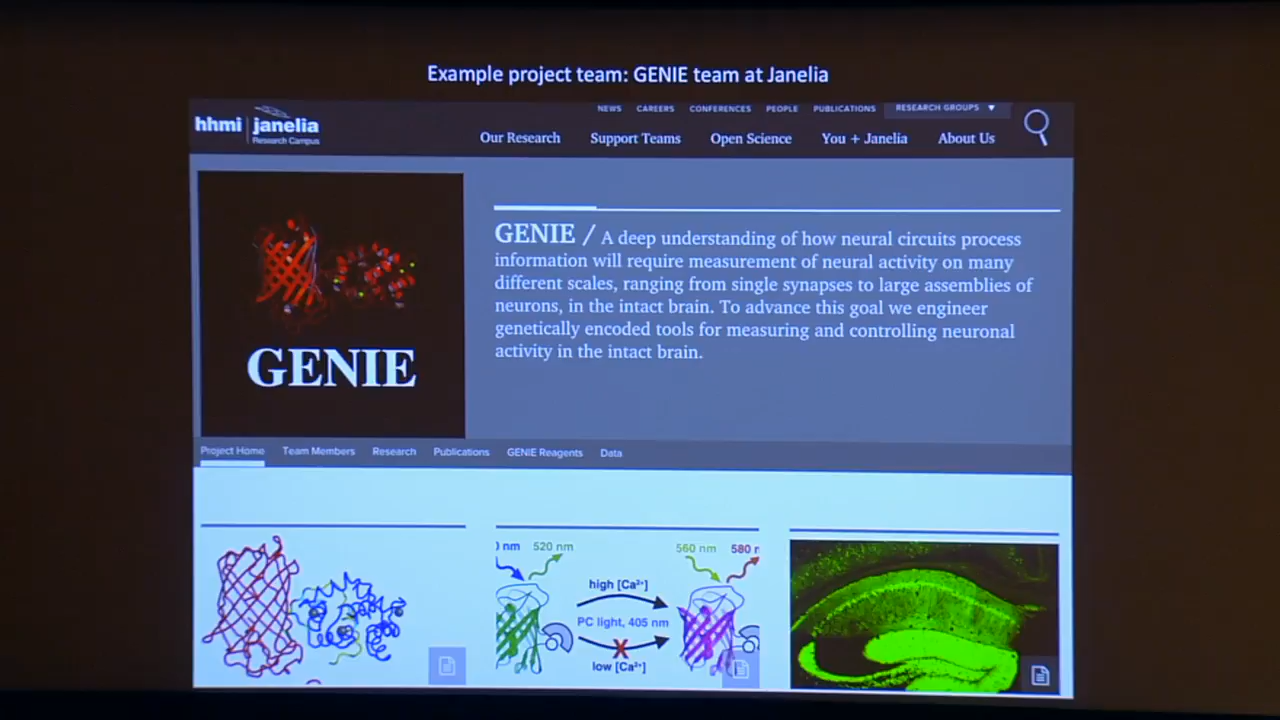 Example project team: GENIE team at Janelia
hhmi janelia
Research Campus
NEWS CAREERS CONFERENCES PEOPLE PUBLICATIONS RESEARCH GROUPS
Our Research Support Teams Open Science You + Janelia About Us
GENIE
GENIE / A deep understanding of how neural circuits process
information will require measurement of neural activity on many
different scales, ranging from single synapses to large assemblies of
neurons, in the intact brain. To advance this goal we engineer
genetically encoded tools for measuring and controlling neuronal
activity in the intact brain.
Project Home Team Members Research Publications GENIE Reagents Data
nm 520 nm 560 nm 580
high [Ca²⁺]
PC light, 405 nm
low [Ca²⁺]